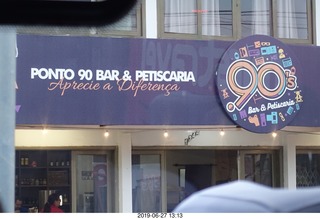 PONTO 90 BAR & PETISCARIA
Aprecie a Diferença
90's
Bar & Petiscaria
2019-06-27 13:13